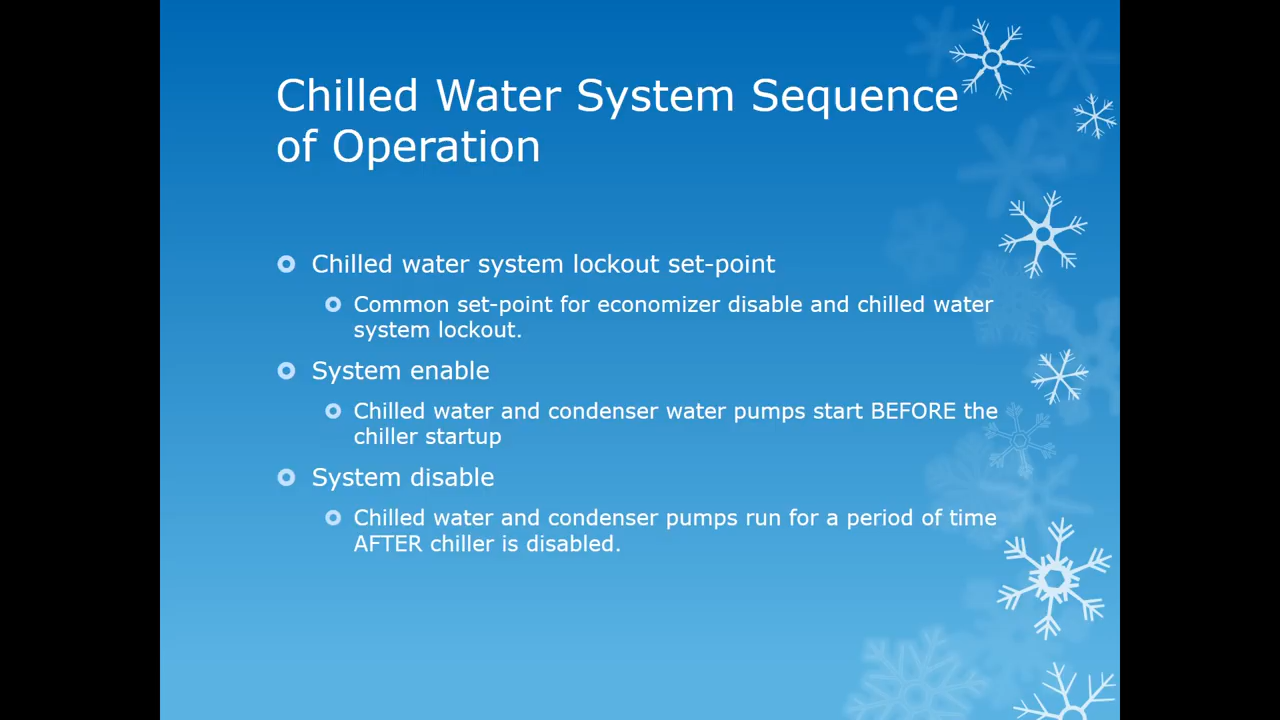 Chilled Water System Sequence
of Operation
Chilled water system lockout set-point
Common set-point for economizer disable and chilled water
system lockout.
System enable
Chilled water and condenser water pumps start BEFORE the
chiller startup
System disable
Chilled water and condenser pumps run for a period of time
AFTER chiller is disabled.